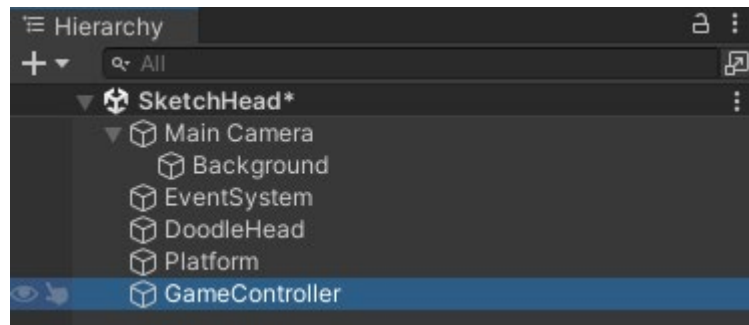 Hierarchy
All
SketchHead*
Main Camera
Background
EventSystem
DoodleHead
Platform
GameController